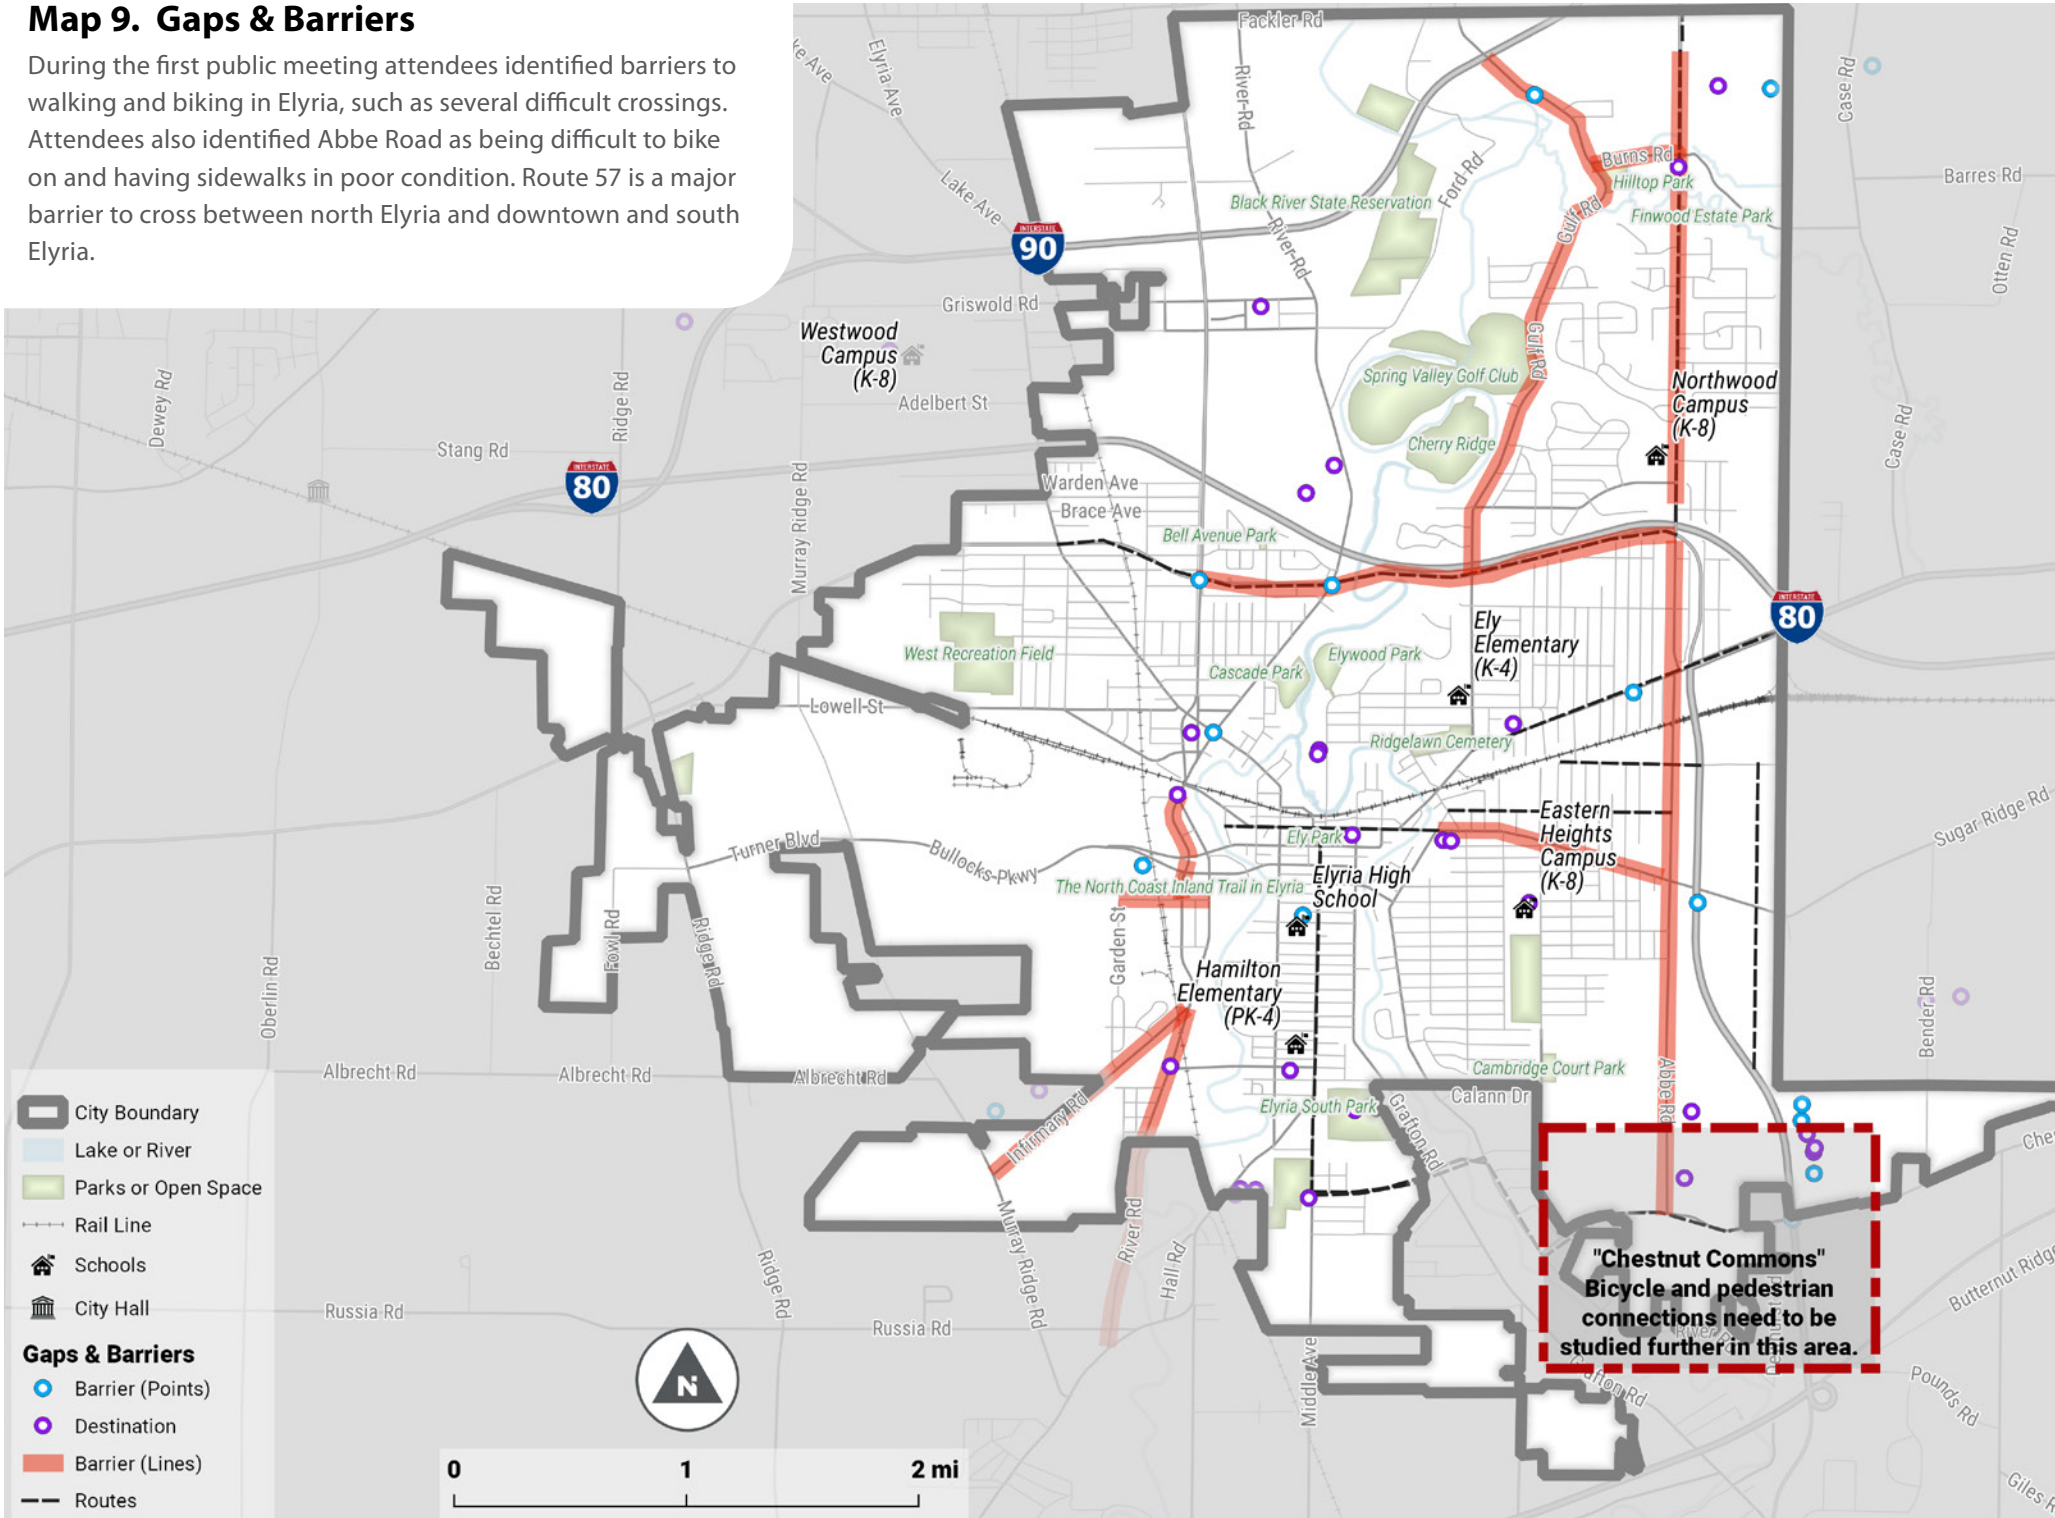 Map 9. Gaps & Barriers
During the first public meeting attendees identified barriers to
walking and biking in Elyria, such as several difficult crossings.
Attendees also identified Abbe Road as being difficult to bike
on and having sidewalks in poor condition. Route 57 is a major
barrier to cross between north Elyria and downtown and south
Elyria.
Fackler Rd
ke Ave
Elyria Ave
River Rd
Case Rd
Burns Rd
Hilltop Park
Barres Rd
Lake Ave
Black River State Reservation
Ford Rd
Gulf Rd
Finwood Estate Park
INTERSTATE
90
River Rd
Otten Rd
Griswold Rd
Westwood
Campus
(K-8)
Gulf Rd
Spring Valley Golf Club
Northwood
Campus
(K-8)
Dewey Rd
Ridge Rd
Adelbert St
Cherry Ridge
Case Rd
Stang Rd
INTERSTATE
80
Murray Ridge Rd
Warden Ave
Brace Ave
Bell Avenue Park
INTERSTATE
80
Ely
Elementary
(K-4)
West Recreation Field
Elywood Park
Cascade Park
Lowell St
Ridgelawn Cemetery
Eastern
Heights
Campus
(K-8)
Sugar Ridge Rd
Turner Blvd
Ely Park
Bullocks Pkwy
The North Coast Inland Trail in Elyria
Elyria High
School
Bechtel Rd
Fowl Rd
Ridge Rd
Garden St
Oberlin Rd
Hamilton
Elementary
(PK-4)
Bender Rd
Albrecht Rd
Albrecht Rd
Albrecht Rd
Cambridge Court Park
Abbe Rd
Calann Dr
Elyria South Park
Grafton Rd
Infirmary Rd
Ches
Murray Ridge Rd
River Rd
Hall Rd
Ridge Rd
Russia Rd
Russia Rd
"Chestnut Commons"
Bicycle and pedestrian
connections need to be
studied further in this area.
Butternut Ridge
Grafton Rd
Middle Ave
Pounds Rd
Giles R
City Boundary
Lake or River
Parks or Open Space
Rail Line
Schools
City Hall
Gaps & Barriers
Barrier (Points)
Destination
Barrier (Lines)
Routes
N
0 1 2 mi